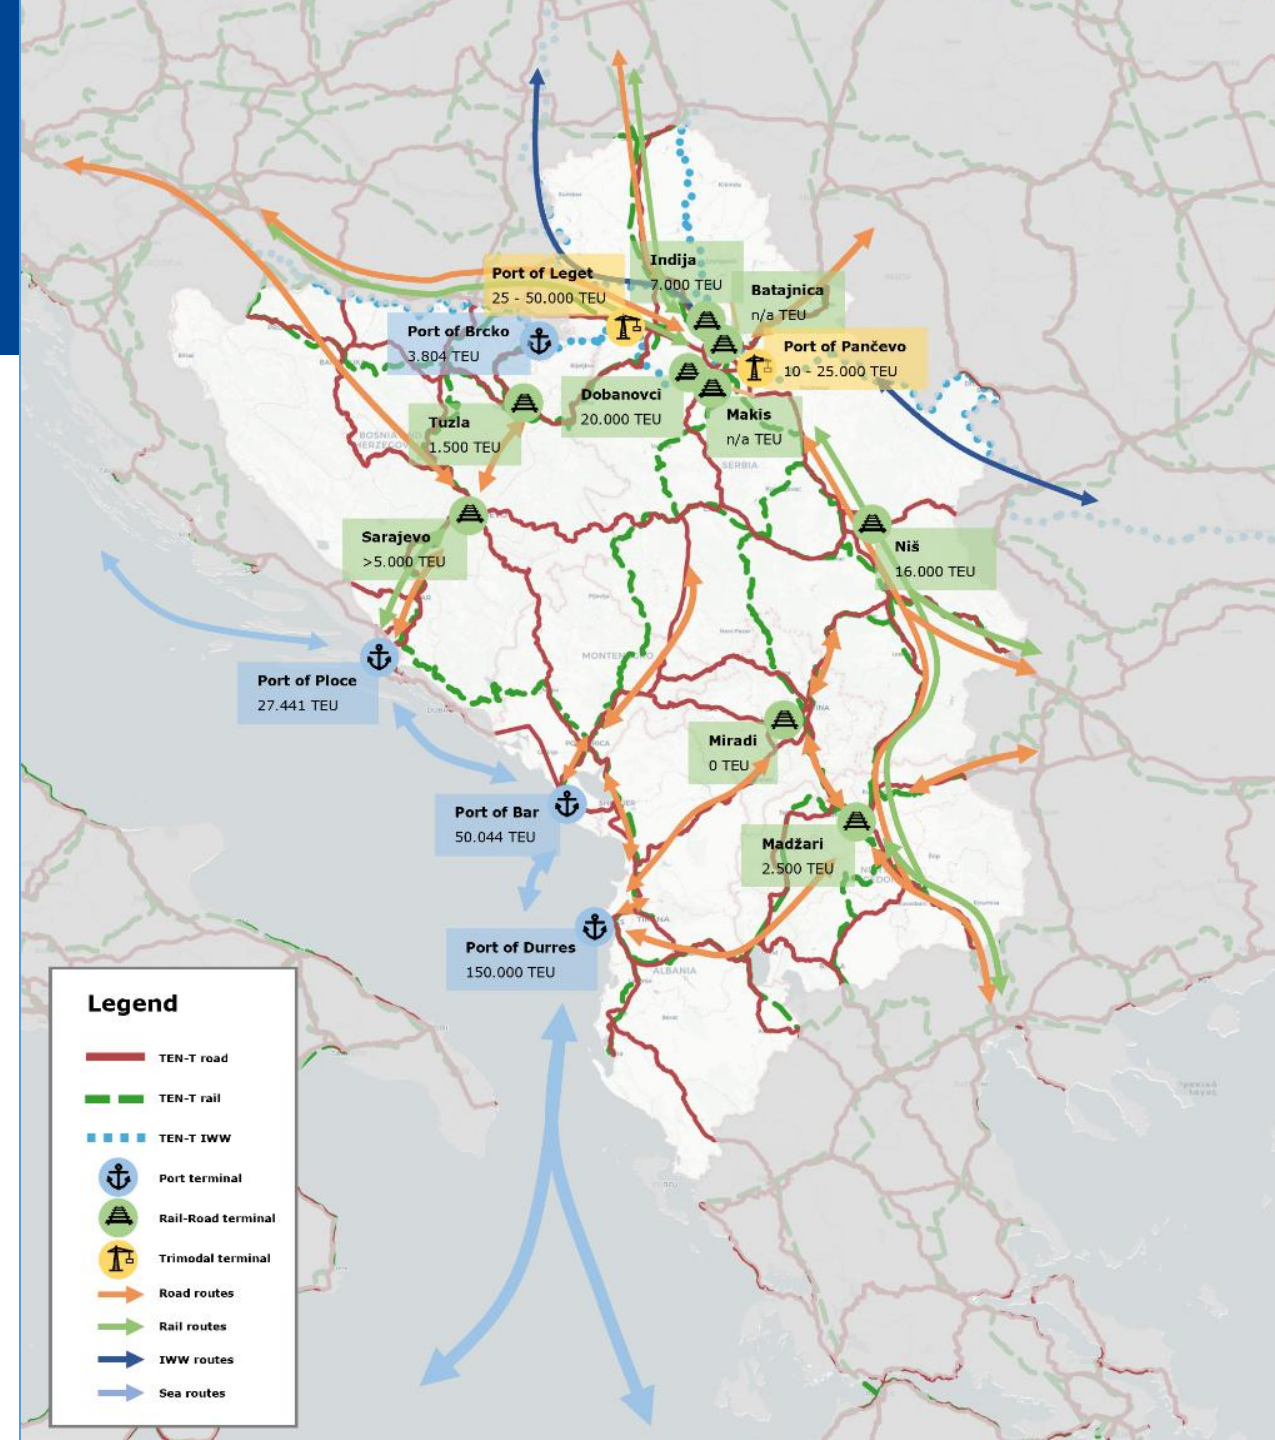 Indija
7.000 TEU
Port of Leget
25 - 50.000 TEU
Batajnica
n/a TEU
Port of Brcko
3.804 TEU
Port of Pančevo
10 - 25.000 TEU
Dobanovci
20.000 TEU
Makis
n/a TEU
Tuzla
1.500 TEU
SERBIA
Sarajevo
>5.000 TEU
Niš
16.000 TEU
MONTENEGRO
Port of Ploce
27.441 TEU
Miradi
0 TEU
Port of Bar
50.044 TEU
Madžari
2.500 TEU
Port of Durres
150.000 TEU
ALBANIA
Legend
TEN-T road
TEN-T rail
TEN-T IWW
Port terminal
Rail-Road terminal
Trimodal terminal
Road routes
Rail routes
IWW routes
Sea routes